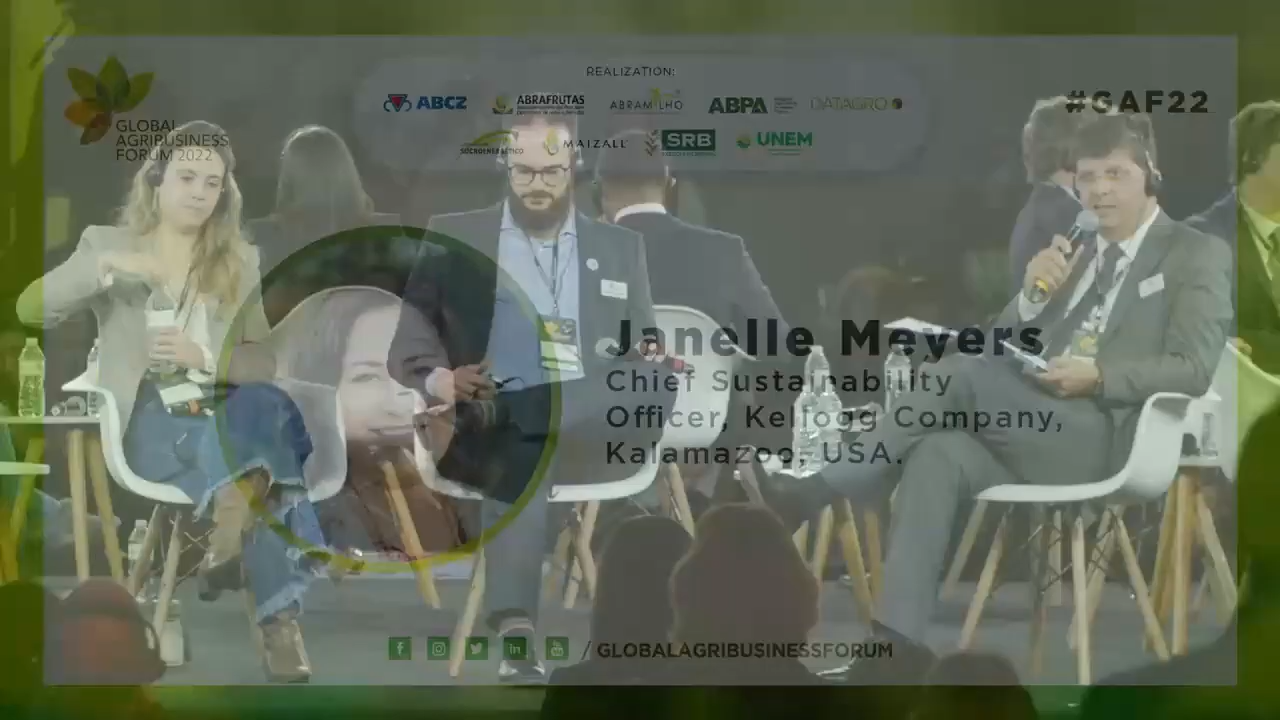 REALIZATION:
ABCZ
ABRAFRUTAS
ABRAMILHO
ABPA
DATAGRO
MAIZALL
SRB
UNEM
GLOBAL
AGRIBUSINESS
FORUM 2022
#GAF22
Janelle Meyers
Chief Sustainability
Officer, Kellogg Company,
Kalamazoo, USA.
/GLOBALAGRIBUSINESSFORUM